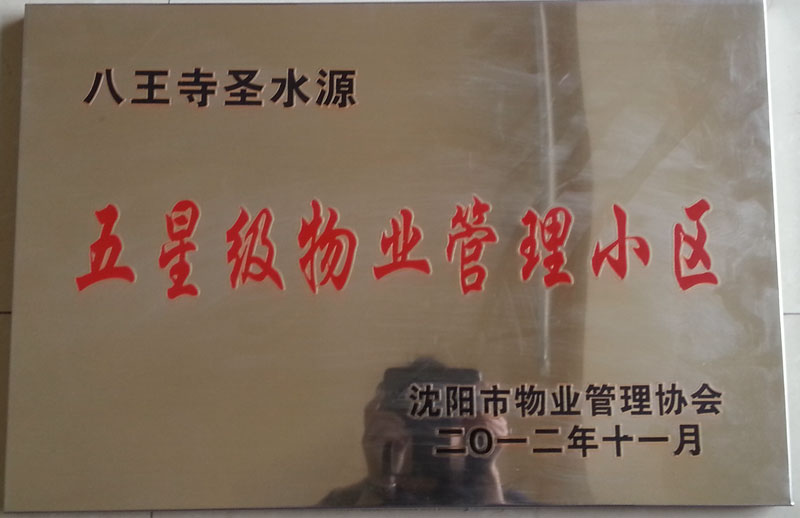 八王寺圣水源
五星级物业管理小区
沈阳市物业管理协会
二〇一二年十一月